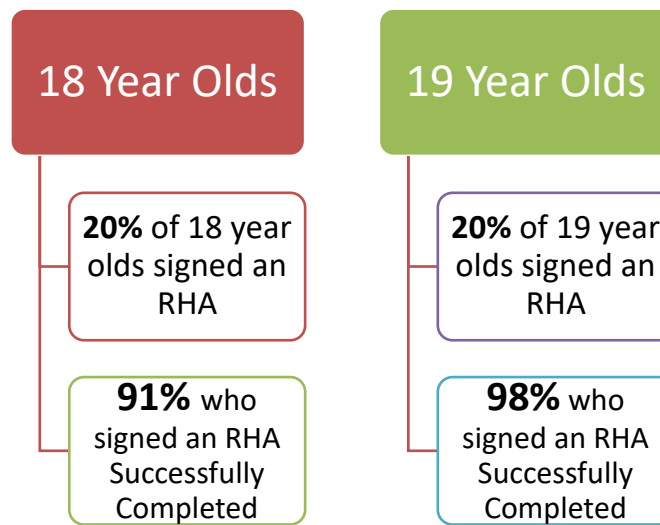 18 Year Olds
20% of 18 year
olds signed an
RHA
91% who
signed an RHA
Successfully
Completed
19 Year Olds
20% of 19 year
olds signed an
RHA
98% who
signed an RHA
Successfully
Completed